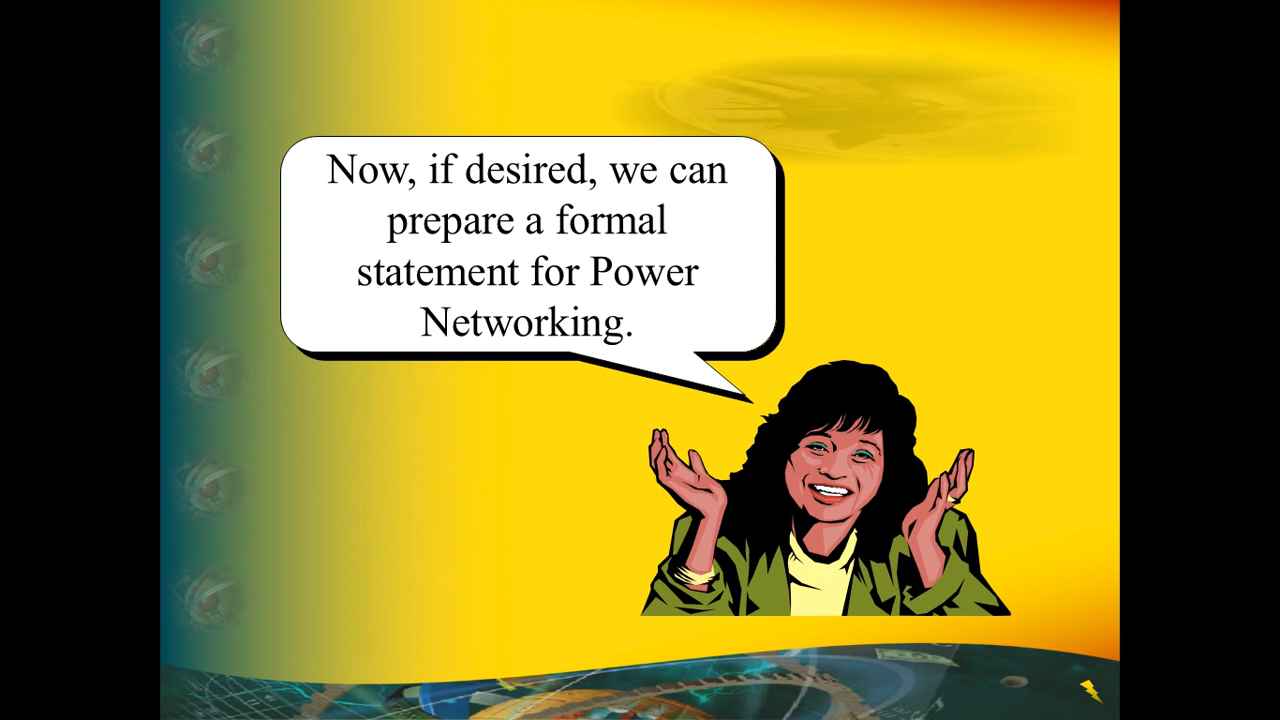 Now, if desired, we can
prepare a formal
statement for Power
Networking.